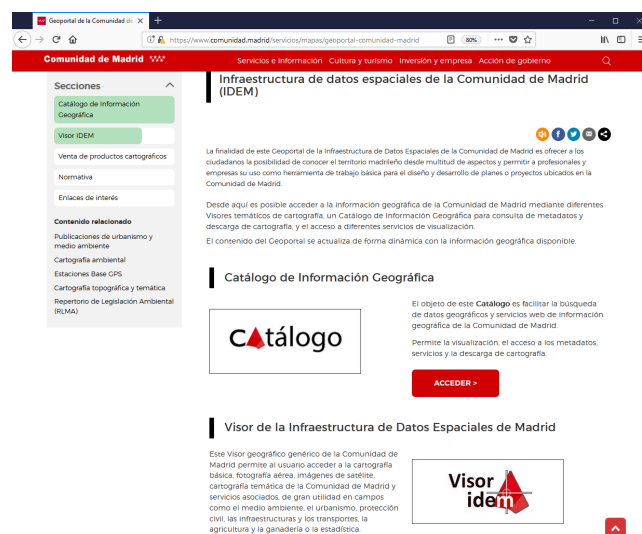 Geoportal de la Comunidad de
https://www.comunidad.madrid/servicios/mapas/geoportal-comunidad-madrid
80%
Comunidad de Madrid
Servicios e información Cultura y turismo Inversión y empresa Acción de gobierno
Secciones
Catálogo de Información
Geográfica
Visor IDEM
Venta de productos cartográficos
Normativa
Enlaces de interés
Contenido relacionado
Publicaciones de urbanismo y
medio ambiente
Cartografía ambiental
Estaciones Base GPS
Cartografía topográfica y temática
Repertorio de Legislación Ambiental
(RLMA)
Infraestructura de datos espaciales de la Comunidad de Madrid
(IDEM)
La finalidad de este Geoportal de la Infraestructura de Datos Espaciales de la Comunidad de Madrid es ofrecer a los
ciudadanos la posibilidad de conocer el territorio madrileño desde multitud de aspectos y permitir a profesionales y
empresas su uso como herramienta de trabajo básica para el diseño y desarrollo de planes o proyectos ubicados en la
Comunidad de Madrid.
Desde aquí es posible acceder a la información geográfica de la Comunidad de Madrid mediante diferentes
Visores temáticos de cartografía, un Catálogo de Información Geográfica para consulta de metadatos y
descarga de cartografía, y el acceso a diferentes servicios de visualización.
El contenido del Geoportal se actualiza de forma dinámica con la información geográfica disponible.
Catálogo de Información Geográfica
Catálogo
El objeto de este Catálogo es facilitar la búsqueda
de datos geográficos y servicios web de información
geográfica de la Comunidad de Madrid.
Permite la visualización, el acceso a los metadatos,
servicios y la descarga de cartografía.
ACCEDER >
Visor de la Infraestructura de Datos Espaciales de Madrid
Este Visor geográfico genérico de la Comunidad de
Madrid permite al usuario acceder a la cartografía
básica, fotografía aérea, imágenes de satélite,
cartografía temática de la Comunidad de Madrid y
servicios asociados, de gran utilidad en campos
como el medio ambiente, el urbanismo, protección
civil, las infraestructuras y los transportes, la
agricultura y la ganadería o la estadística.
Visor
idem